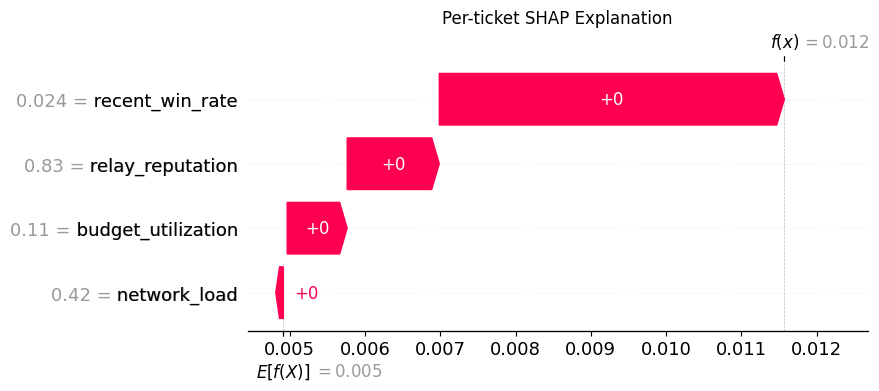 Per-ticket SHAP Explanation
f(x) = 0.012
0.024 = recent_win_rate
+0
0.83 = relay_reputation
+0
0.11 = budget_utilization
+0
0.42 = network_load
+0
0.005 0.006 0.007 0.008 0.009 0.010 0.011 0.012
E[f(X)] = 0.005